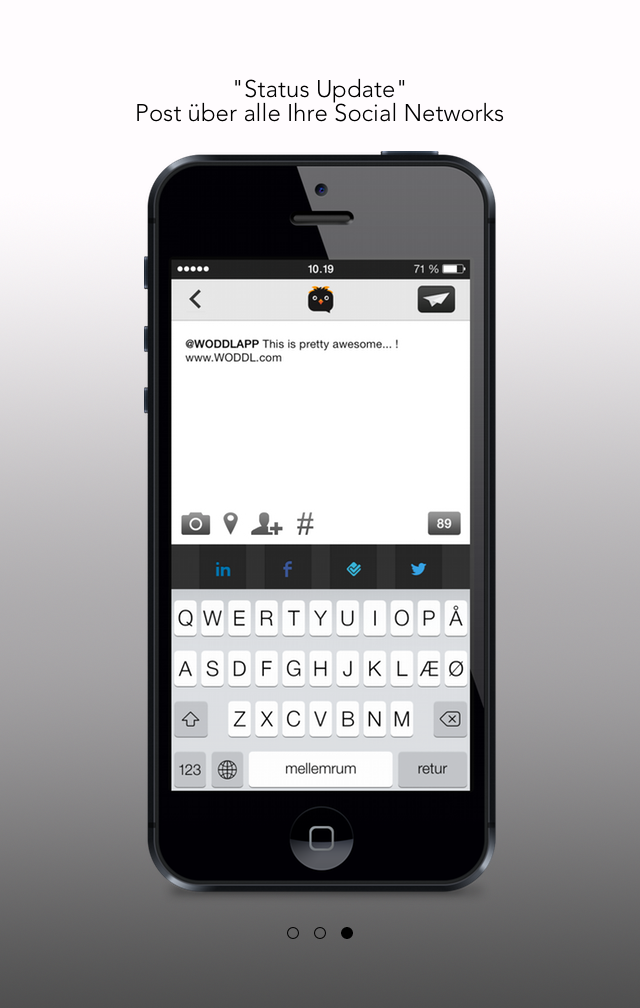 "Status Update"
Post über alle Ihre Social Networks
10.19
71 %
@WODDLAPP This is pretty awesome... !
www.WODDL.com
#
89
in f
Q W E R T Y U I O P Å
A S D F G H J K L Æ Ø
Z X C V B N M
123 mellemrum retur